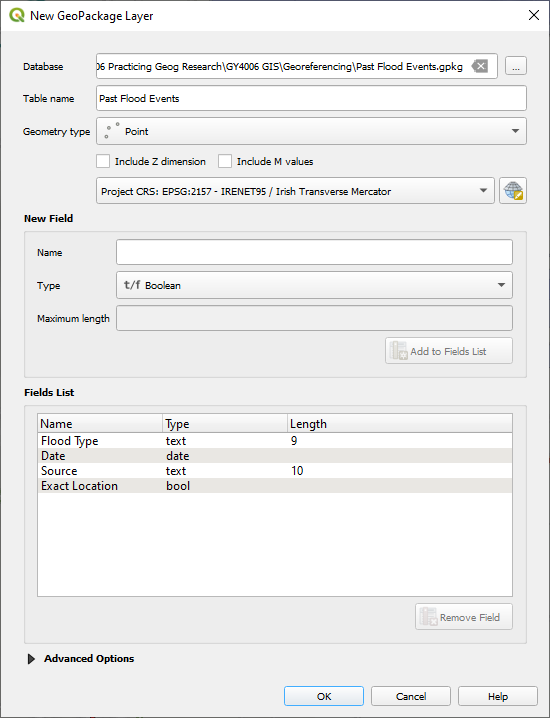 New GeoPackage Layer
Database 06 Practicing Geog Research\GY4006 GIS\Georeferencing\Past Flood Events.gpkg ...
Table name Past Flood Events
Geometry type Point
Include Z dimension Include M values
Project CRS: EPSG:2157 - IRENET95 / Irish Transverse Mercator
New Field
Name
Type t/f Boolean
Maximum length
Add to Fields List
Fields List
Name Type Length
Flood Type text 9
Date date
Source text 10
Exact Location bool
Remove Field
Advanced Options
OK Cancel Help